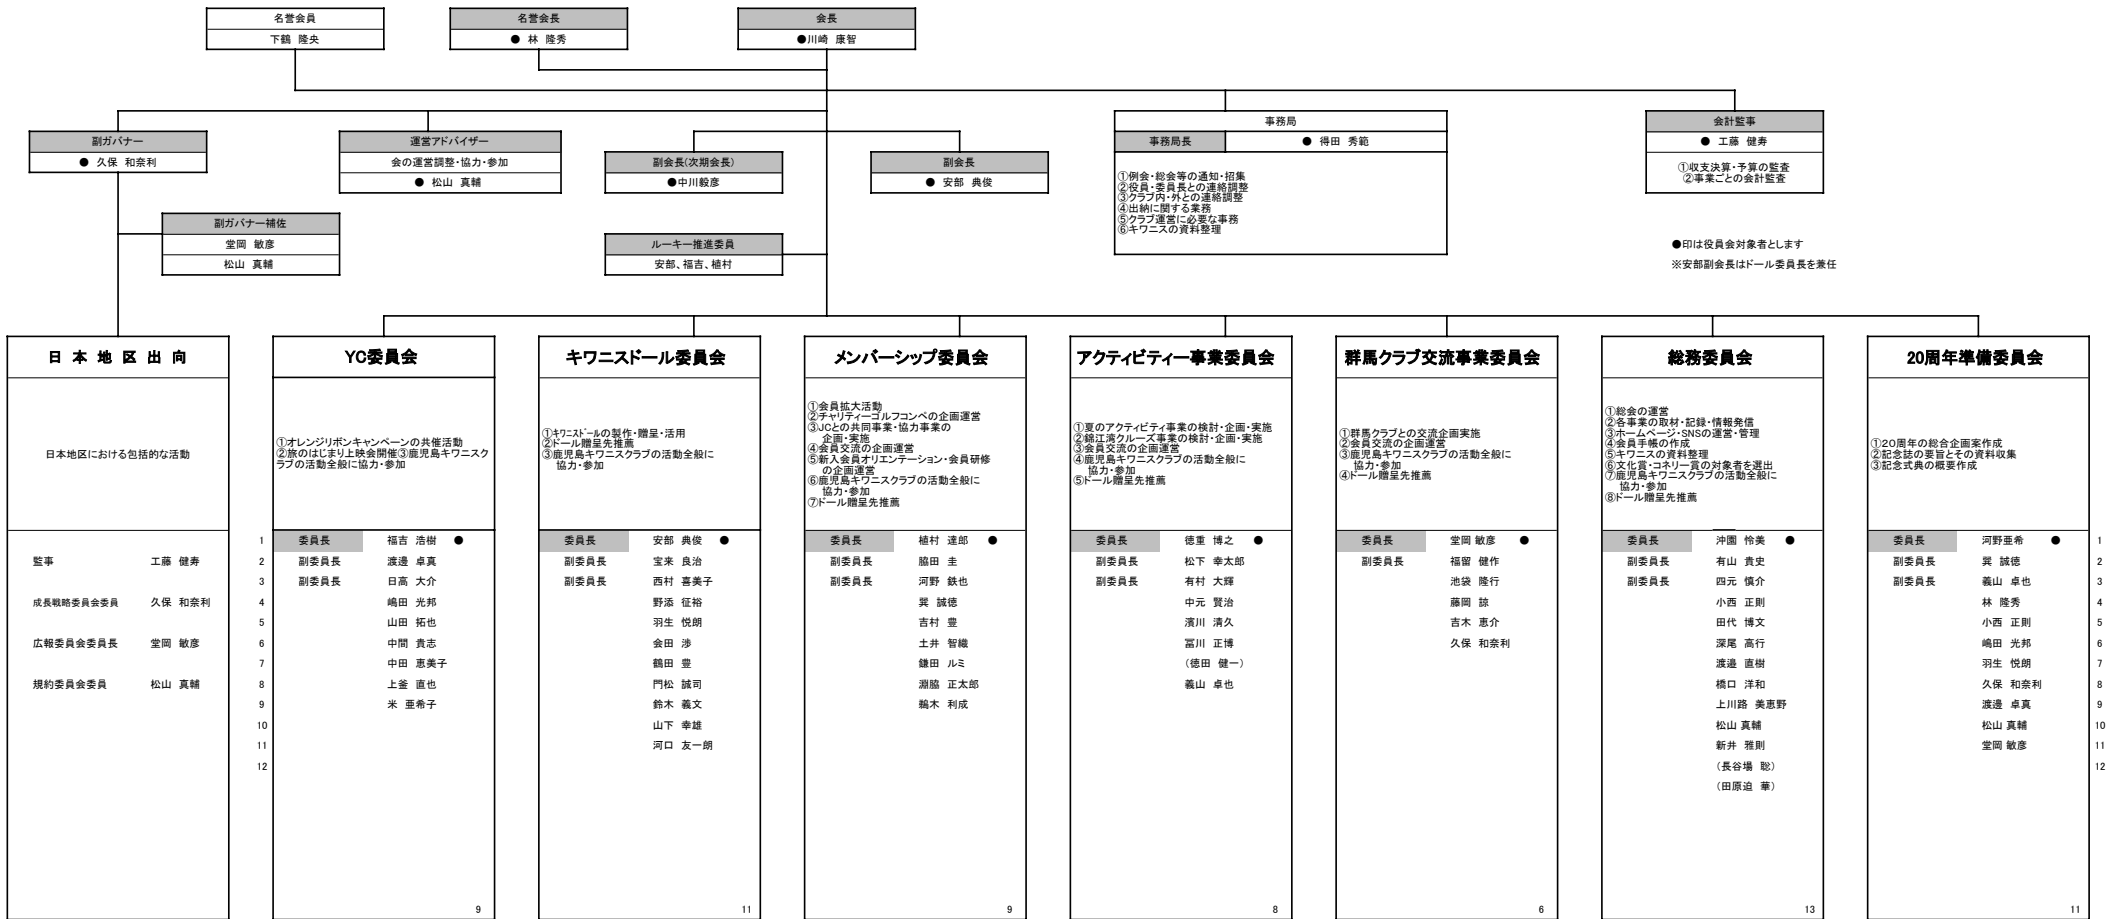 名誉会員
下鶴 隆央
名誉会長
● 林 隆秀
会長
●川崎 康智
副ガバナー
● 久保 和奈利
運営アドバイザー
会の運営調整・協力・参加
● 松山 真輔
副会長(次期会長)
●中川毅彦
副会長
● 安部 典俊
事務局
事務局長
● 得田 秀範
①例会・総会等の通知・招集
②役員・委員長との連絡調整
③クラブ内・外との連絡調整
④出納に関する業務
⑤クラブ運営に必要な事務
⑥キワニスの資料整理
会計監事
● 工藤 健寿
①収支決算・予算の監査
②事業ごとの会計監査
副ガバナー補佐
堂岡 敏彦
松山 真輔
ルーキー推進委員
安部、福吉、植村
●印は役員会対象者とします
※安部副会長はドール委員長を兼任
日 本 地 区 出 向
日本地区における包括的な活動
監事 工藤 健寿
成長戦略委員会委員 久保 和奈利
広報委員会委員長 堂岡 敏彦
規約委員会委員 松山 真輔
1
2
3
4
5
6
7
8
9
10
11
12
YC委員会
①オレンジリボンキャンペーンの共催活動
②旅のはじまり上映会開催③鹿児島キワニスク
ラブの活動全般に協力・参加
委員長 福吉 浩樹 ●
副委員長 渡邊 卓真
副委員長 日高 大介
嶋田 光邦
山田 拓也
中間 貴志
中田 恵美子
上釜 直也
米 亜希子
9
キワニスドール委員会
①キワニスドールの製作・贈呈・活用
②ドール贈呈先推薦
③鹿児島キワニスクラブの活動全般に
協力・参加
委員長 安部 典俊 ●
副委員長 宝来 良治
副委員長 西村 喜美子
野添 征裕
羽生 悦朗
会田 渉
鶴田 豊
門松 誠司
鈴木 義文
山下 幸雄
河口 友一朗
11
メンバーシップ委員会
①会員拡大活動
②チャリティーゴルフコンペの企画運営
③JCとの共同事業・協力事業の
企画・実施
④会員交流の企画運営
⑤新入会員オリエンテーション・会員研修
の企画運営
⑥鹿児島キワニスクラブの活動全般に
協力・参加
⑦ドール贈呈先推薦
委員長 植村 達郎 ●
副委員長 脇田 圭
副委員長 河野 鉄也
巽 誠徳
吉村 豊
土井 智織
鎌田 ルミ
淵脇 正太郎
鵜木 利成
9
アクティビティー事業委員会
①夏のアクティビティ事業の検討・企画・実施
②錦江湾クルーズ事業の検討・企画・実施
③会員交流の企画運営
④鹿児島キワニスクラブの活動全般に
協力・参加
⑤ドール贈呈先推薦
委員長 徳重 博之 ●
副委員長 松下 幸太郎
副委員長 有村 大輝
中元 賢治
濱川 清久
冨川 正博
(徳田 健一)
義山 卓也
8
群馬クラブ交流事業委員会
①群馬クラブとの交流企画実施
②会員交流の企画運営
③鹿児島キワニスクラブの活動全般に
協力・参加
④ドール贈呈先推薦
委員長 堂岡 敏彦 ●
副委員長 福留 健作
池袋 隆行
藤岡 諒
吉木 恵介
久保 和奈利
6
総務委員会
①総会の運営
②各事業の取材・記録・情報発信
③ホームページ・SNSの運営・管理
④会員手帳の作成
⑤キワニスの資料整理
⑥文化賞・コネリー賞の対象者を選出
⑦鹿児島キワニスクラブの活動全般に
協力・参加
⑧ドール贈呈先推薦
委員長 沖園 怜美 ●
副委員長 有山 貴史
副委員長 四元 慎介
小西 正則
田代 博文
深尾 高行
渡邉 直樹
橋口 洋和
上川路 美恵野
松山 真輔
新井 雅則
(長谷場 聡)
(田原迫 華)
13
20周年準備委員会
①20周年の総合企画案作成
②記念誌の要旨とその資料収集
③記念式典の概要作成
委員長 河野亜希 ●
副委員長 巽 誠徳
副委員長 義山 卓也
林 隆秀
小西 正則
嶋田 光邦
羽生 悦朗
久保 和奈利
渡邊 卓真
松山 真輔
堂岡 敏彦
11
1
2
3
4
5
6
7
8
9
10
11
12